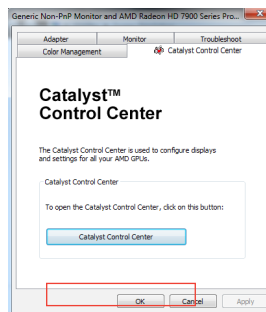 Generic Non-PnP Monitor and AMD Radeon HD 7900 Series Pro...
Adapter Monitor Troubleshoot
Color Management Catalyst Control Center
Catalyst™
Control Center
The Catalyst Control Center is used to configure displays
and settings for all your AMD GPUs.
Catalyst Control Center
To open the Catalyst Control Center, click on this button:
Catalyst Control Center
OK Cancel Apply